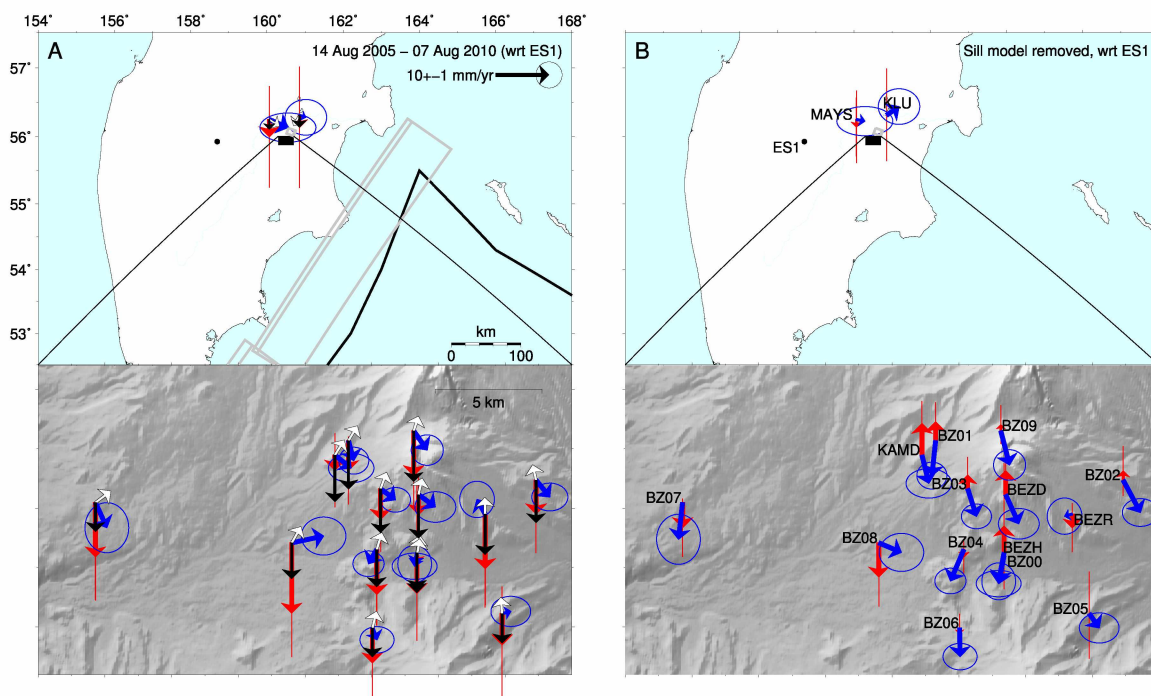 154° 156° 158° 160° 162° 164° 166° 168°
A
14 Aug 2005 – 07 Aug 2010 (wrt ES1)
10+−1 mm/yr
57°
56°
55°
54°
53°
km
0 100
5 km
B
Sill model removed, wrt ES1
KLU
MAYS
ES1
BZ09
BZ01
KAMD
BZ02
BZ03
BEZD
BZ07
BEZR
BZ08
BEZH
BZ04
BZ00
BZ05
BZ06